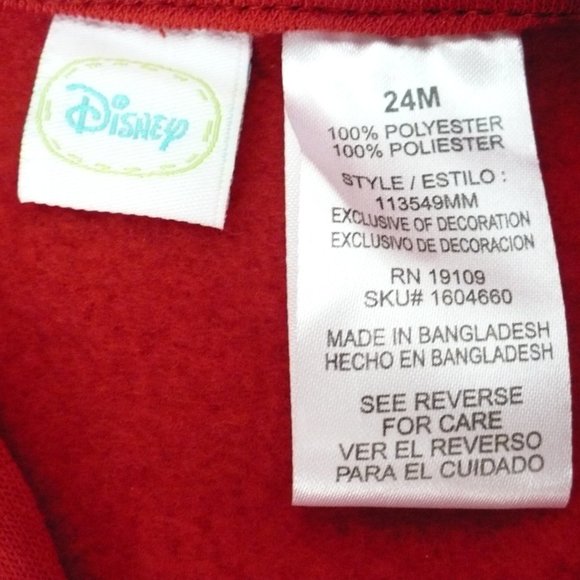 Disney
24M
100% POLYESTER
100% POLIESTER
STYLE / ESTILO :
113549MM
EXCLUSIVE OF DECORATION
EXCLUSIVO DE DECORACION
RN 19109
SKU# 1604660
MADE IN BANGLADESH
HECHO EN BANGLADESH
SEE REVERSE
FOR CARE
VER EL REVERSO
PARA EL CUIDADO